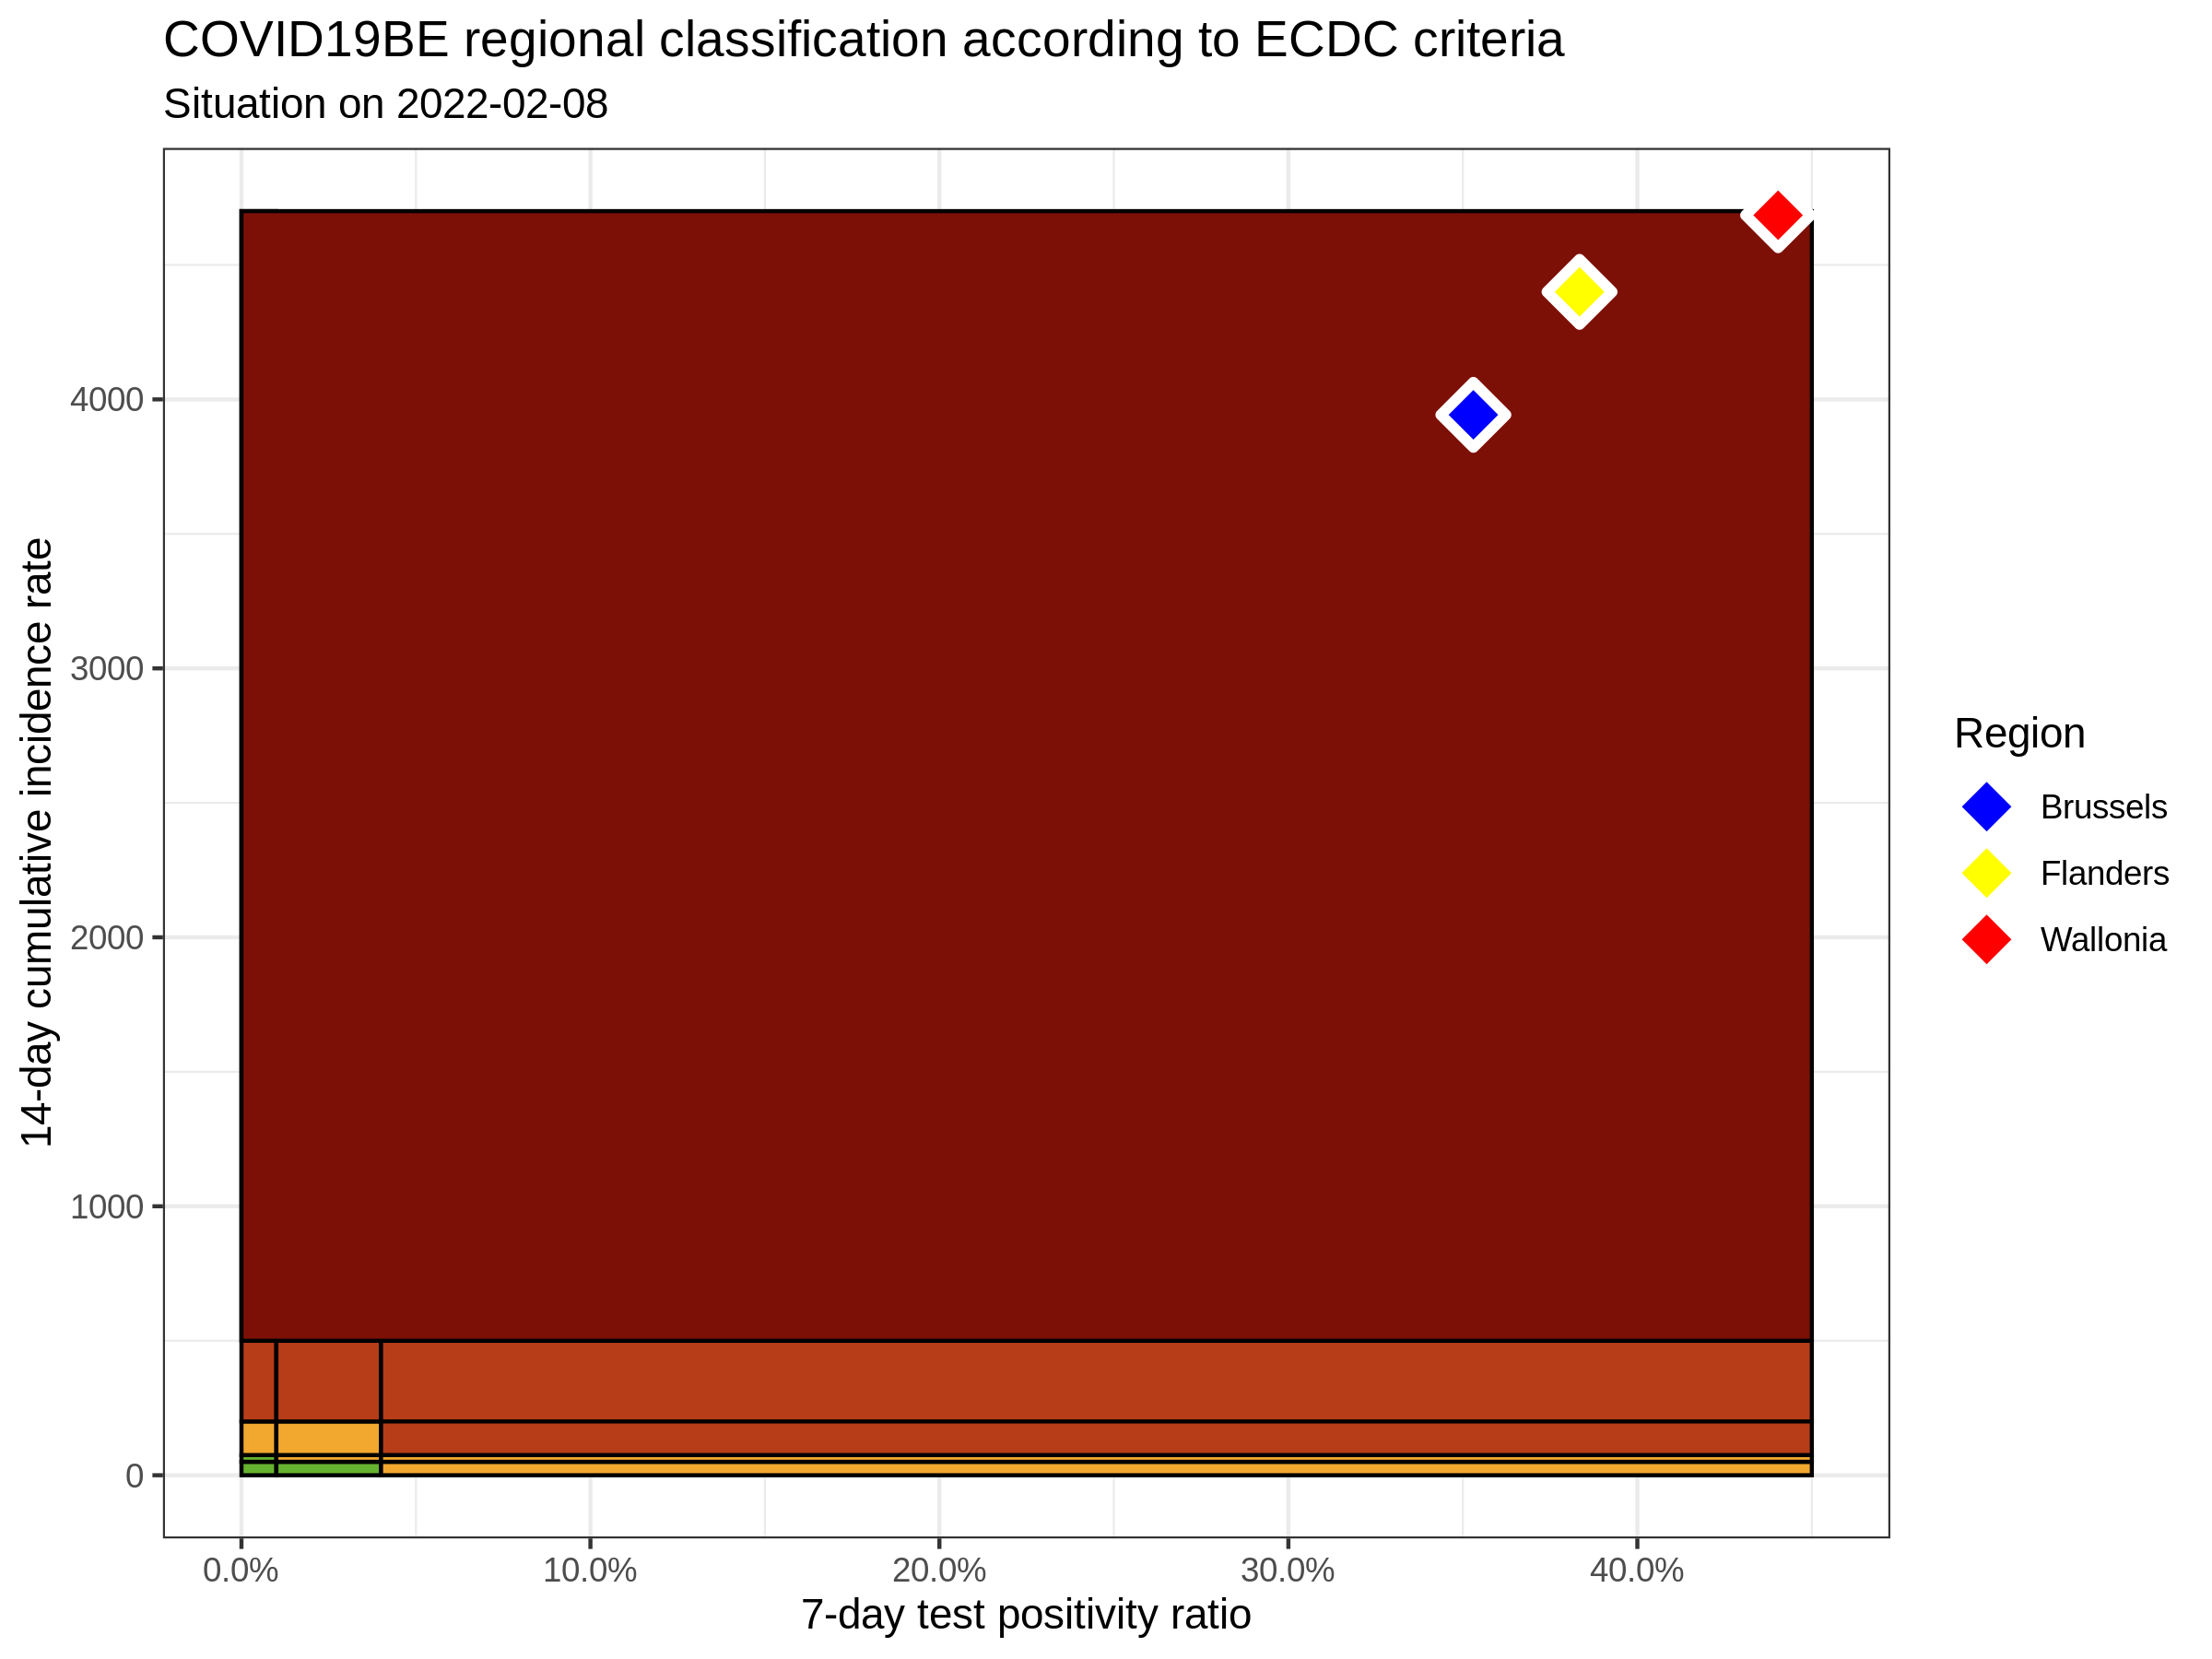 COVID19BE regional classification according to ECDC criteria
Situation on 2022-02-08
14-day cumulative incidence rate
4000
3000
2000
1000
0
0.0%
10.0%
20.0%
30.0%
40.0%
7-day test positivity ratio
Region
Brussels
Flanders
Wallonia